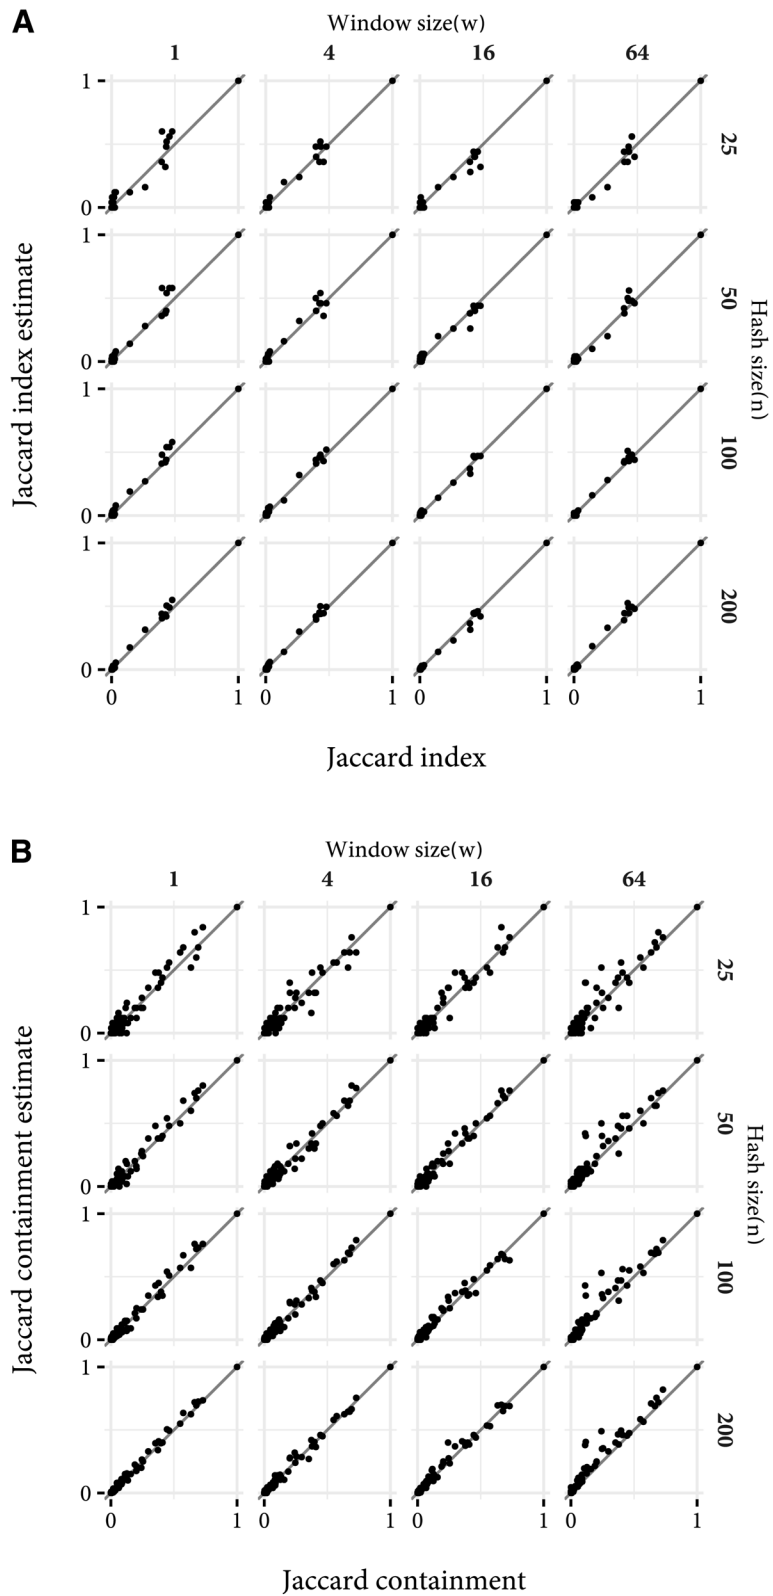 A
Window size(w)
1 4 16 64
1
0
25
1
0
50
1
0
100
1
0
200
Jaccard index estimate
Hash size(n)
0 1 0 1 0 1 0 1
Jaccard index
B
Window size(w)
1 4 16 64
1
0
25
1
0
50
1
0
100
1
0
200
Jaccard containment estimate
Hash size(n)
0 1 0 1 0 1 0 1
Jaccard containment